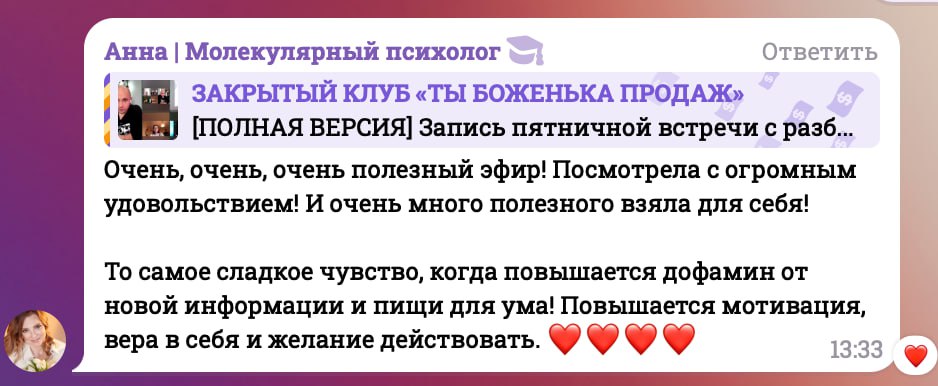 Анна | Молекулярный психолог
Ответить
ЗАКРЫТЫЙ КЛУБ «ТЫ БОЖЕНЬКА ПРОДАЖ»
[ПОЛНАЯ ВЕРСИЯ] Запись пятничной встречи с разб...
Очень, очень, очень полезный эфир! Посмотрела с огромным
удовольствием! И очень много полезного взяла для себя!
То самое сладкое чувство, когда повышается дофамин от
новой информации и пищи для ума! Повышается мотивация,
вера в себя и желание действовать. ❤️❤️❤️❤️
13:33